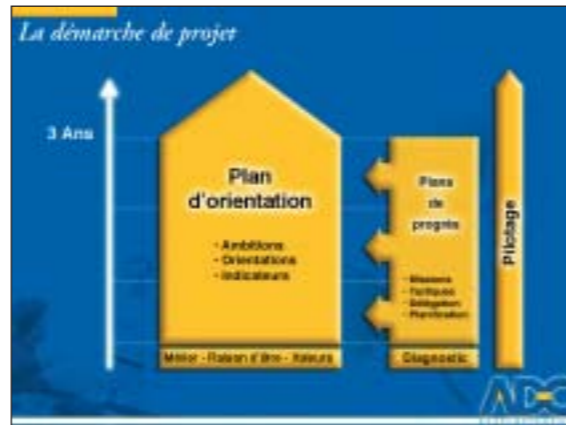 La démarche de projet
3 Ans
Plan
d'orientation
- Ambitions
- Orientations
- Indicateurs
Métier - Raison d'être - Valeurs
Plans
de
progrès
- Missions
- Tactiques
- Délégation
- Planification
Diagnostic
Pilotage